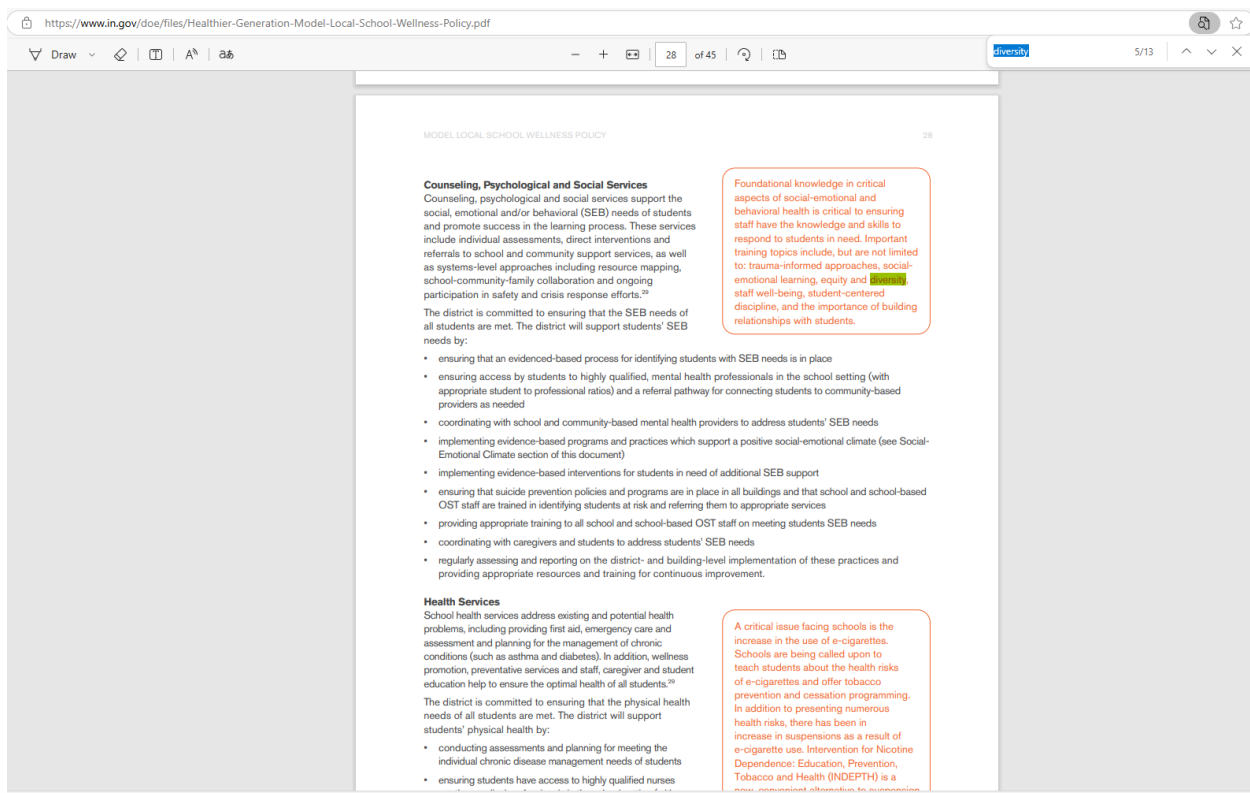 https://www.in.gov/doe/files/Healthier-Generation-Model-Local-School-Wellness-Policy.pdf
Draw
28 of 45
diversity 5/13
MODEL LOCAL SCHOOL WELLNESS POLICY 28
Counseling, Psychological and Social Services
Counseling, psychological and social services support the
social, emotional and/or behavioral (SEB) needs of students
and promote success in the learning process. These services
include individual assessments, direct interventions and
referrals to school and community support services, as well
as systems-level approaches including resource mapping,
school-community-family collaboration and ongoing
participation in safety and crisis response efforts.29
The district is committed to ensuring that the SEB needs of
all students are met. The district will support students' SEB
needs by:
Foundational knowledge in critical
aspects of social-emotional and
behavioral health is critical to ensuring
staff have the knowledge and skills to
respond to students in need. Important
training topics include, but are not limited
to: trauma-informed approaches, social-
emotional learning, equity and diversity,
staff well-being, student-centered
discipline, and the importance of building
relationships with students.
• ensuring that an evidenced-based process for identifying students with SEB needs is in place
• ensuring access by students to highly qualified, mental health professionals in the school setting (with
appropriate student to professional ratios) and a referral pathway for connecting students to community-based
providers as needed
• coordinating with school and community-based mental health providers to address students' SEB needs
• implementing evidence-based programs and practices which support a positive social-emotional climate (see Social-
Emotional Climate section of this document)
• implementing evidence-based interventions for students in need of additional SEB support
• ensuring that suicide prevention policies and programs are in place in all buildings and that school and school-based
OST staff are trained in identifying students at risk and referring them to appropriate services
• providing appropriate training to all school and school-based OST staff on meeting students SEB needs
• coordinating with caregivers and students to address students' SEB needs
• regularly assessing and reporting on the district- and building-level implementation of these practices and
providing appropriate resources and training for continuous improvement.
Health Services
School health services address existing and potential health
problems, including providing first aid, emergency care and
assessment and planning for the management of chronic
conditions (such as asthma and diabetes). In addition, wellness
promotion, preventative services and staff, caregiver and student
education help to ensure the optimal health of all students.29
The district is committed to ensuring that the physical health
needs of all students are met. The district will support
students' physical health by:
• conducting assessments and planning for meeting the
individual chronic disease management needs of students
• ensuring students have access to highly qualified nurses
A critical issue facing schools is the
increase in the use of e-cigarettes.
Schools are being called upon to
teach students about the health risks
of e-cigarettes and offer tobacco
prevention and cessation programming.
In addition to presenting numerous
health risks, there has been in
increase in suspensions as a result of
e-cigarette use. Intervention for Nicotine
Dependence: Education, Prevention,
Tobacco and Health (INDEPTH) is a
new, convenient alternative to suspension